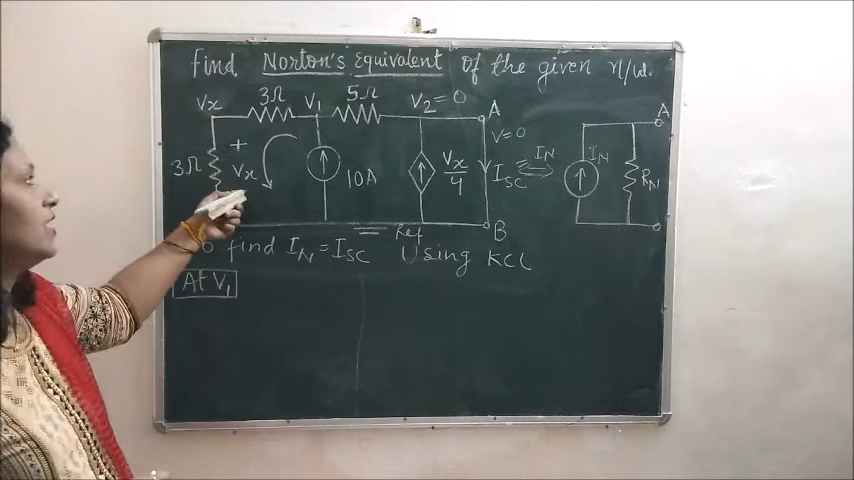 Find Norton's Equivalent of the given n/w.
Vx 3Ω V1 5Ω V2 = 0 A
3Ω + Vx 10A Vx/4 V=0 ISC ≅ IN
IN RN A
Ref B
find IN = ISC Using KCL
At V1